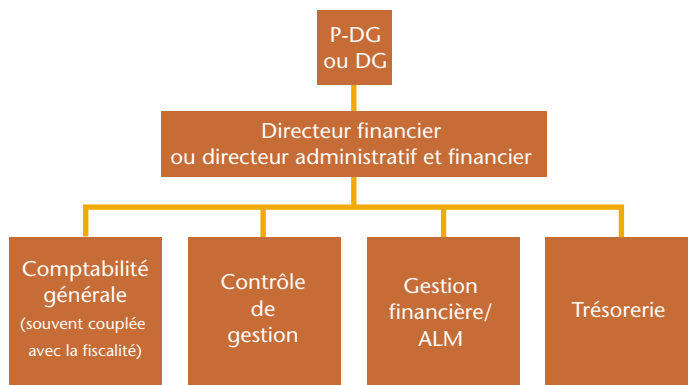 P-DG
ou DG
Directeur financier
ou directeur administratif et financier
Comptabilité
générale
(souvent couplée
avec la fiscalité)
Contrôle
de
gestion
Gestion
financière/
ALM
Trésorerie